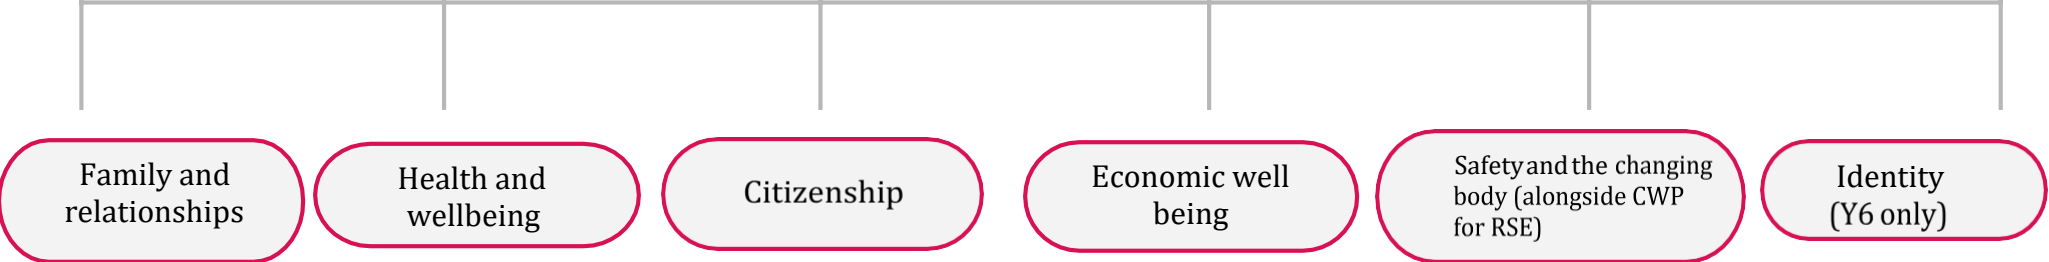 Family and
relationships
Health and
wellbeing
Citizenship
Economic well
being
Safety and the changing
body (alongside CWP
for RSE)
Identity
(Y6 only)